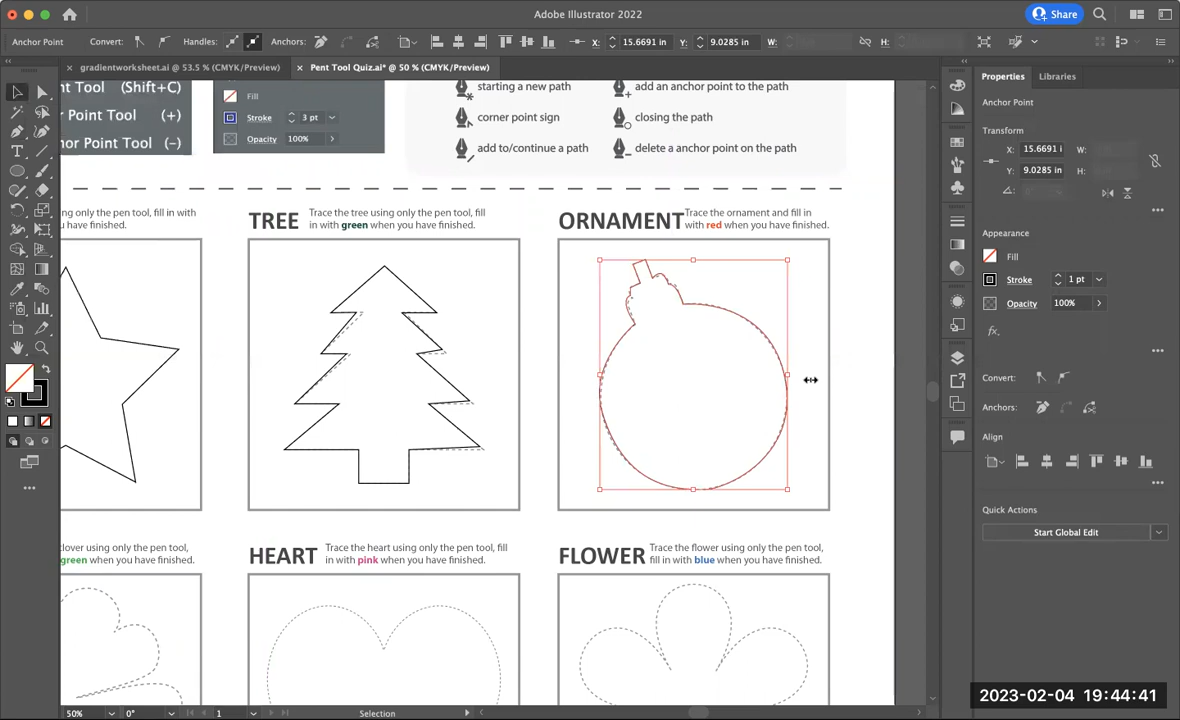 Adobe Illustrator 2022
Share
Anchor Point
Convert:
Handles:
Anchors:
X:
15.6691 in
Y:
9.0285 in
W:
H:
gradientworksheet.ai @ 53.5 % (CMYK/Preview)
Pent Tool Quiz.ai* @ 50 % (CMYK/Preview)
nt Tool (Shift+C)
Point Tool (+)
nor Point Tool (–)
Fill
Stroke
3 pt
Opacity
100%
starting a new path
corner point sign
add to/continue a path
add an anchor point to the path
closing the path
delete a anchor point on the path
ng only the pen tool, fill in with
u have finished.
TREE
Trace the tree using only the pen tool, fill
in with green when you have finished.
ORNAMENT
Trace the ornament and fill in
with red when you have finished.
clover using only the pen tool,
green when you have finished.
HEART
Trace the heart using only the pen tool, fill
in with pink when you have finished.
FLOWER
Trace the flower using only the pen tool,
fill in with blue when you have finished.
50%
0°
1
Selection
Properties
Libraries
Anchor Point
Transform
X:
15.6691 i
W:
Y:
9.0285 in
H:
Appearance
Fill
Stroke
1 pt
Opacity
100%
fx.
Convert:
Anchors:
Align
Quick Actions
Start Global Edit
2023-02-04 19:44:41